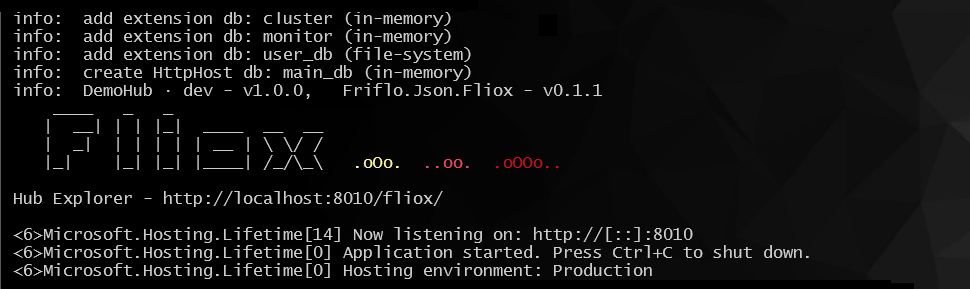 info:  add extension db: cluster (in-memory)
info:  add extension db: monitor (in-memory)
info:  add extension db: user_db (file-system)
info:  create HttpHost db: main_db (in-memory)
info:  DemoHub · dev - v1.0.0,   Friflo.Json.Fliox - v0.1.1
Fliox   .oOo.  ..oo.  .oOOo..
Hub Explorer - http://localhost:8010/fliox/
<6>Microsoft.Hosting.Lifetime[14] Now listening on: http://[::]:8010
<6>Microsoft.Hosting.Lifetime[0] Application started. Press Ctrl+C to shut down.
<6>Microsoft.Hosting.Lifetime[0] Hosting environment: Production